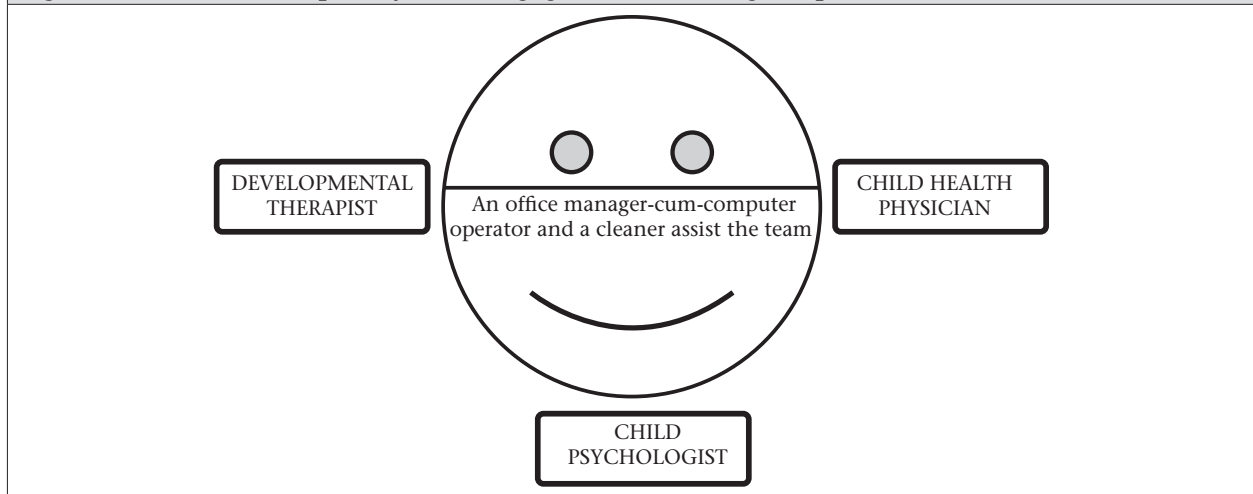 DEVELOPMENTAL
THERAPIST
An office manager-cum-computer
operator and a cleaner assist the team
CHILD HEALTH
PHYSICIAN
CHILD
PSYCHOLOGIST